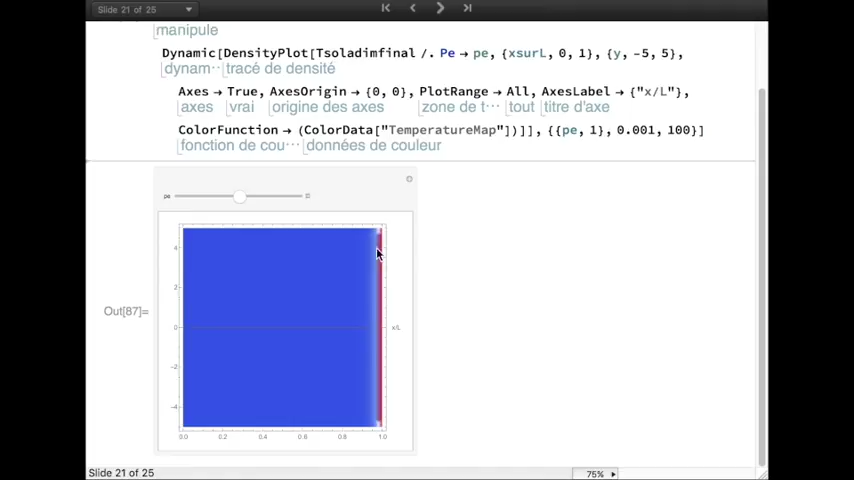 Slide 21 of 25
manipule
Dynamic[DensityPlot[Tsoladimfinal /. Pe → pe, {xsurL, 0, 1}, {y, -5, 5},
dynam⋯ tracé de densité
Axes → True, AxesOrigin → {0, 0}, PlotRange → All, AxesLabel → {"x/L"},
axes vrai origine des axes zone de t⋯ tout titre d'axe
ColorFunction → (ColorData["TemperatureMap"])]], {{pe, 1}, 0.001, 100}]
fonction de cou⋯ données de couleur
pe
Out[87]=
4
2
0
-2
-4
x/L
0.0 0.2 0.4 0.6 0.8 1.0
Slide 21 of 25
75%